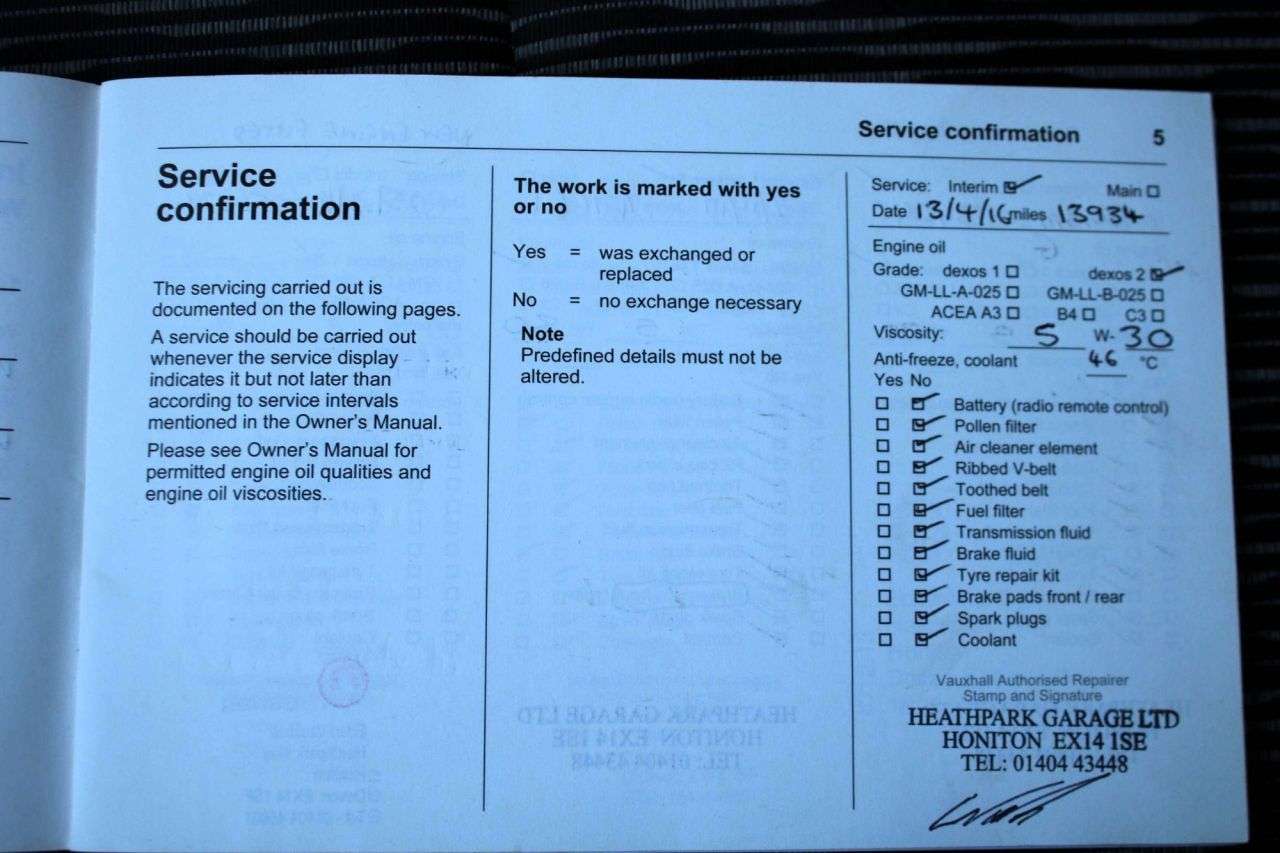 Service confirmation 5
Service
confirmation
The servicing carried out is
documented on the following pages.
A service should be carried out
whenever the service display
indicates it but not later than
according to service intervals
mentioned in the Owner's Manual.
Please see Owner's Manual for
permitted engine oil qualities and
engine oil viscosities.
The work is marked with yes
or no
Yes = was exchanged or
replaced
No = no exchange necessary
Note
Predefined details must not be
altered.
Service: Interim ☑ Main ☐
Date 13/4/16 miles 13934
Engine oil
Grade: dexos 1 ☐ dexos 2 ☑
GM-LL-A-025 ☐ GM-LL-B-025 ☐
ACEA A3 ☐ B4 ☐ C3 ☐
Viscosity: 5 W- 30
Anti-freeze, coolant 46 °C
Yes No
☐ ☑ Battery (radio remote control)
☐ ☑ Pollen filter
☐ ☑ Air cleaner element
☐ ☑ Ribbed V-belt
☐ ☑ Toothed belt
☐ ☑ Fuel filter
☐ ☑ Transmission fluid
☐ ☑ Brake fluid
☐ ☑ Tyre repair kit
☐ ☑ Brake pads front / rear
☐ ☑ Spark plugs
☐ ☑ Coolant
Vauxhall Authorised Repairer
Stamp and Signature
HEATHPARK GARAGE LTD
HONITON EX14 1SE
TEL: 01404 43448